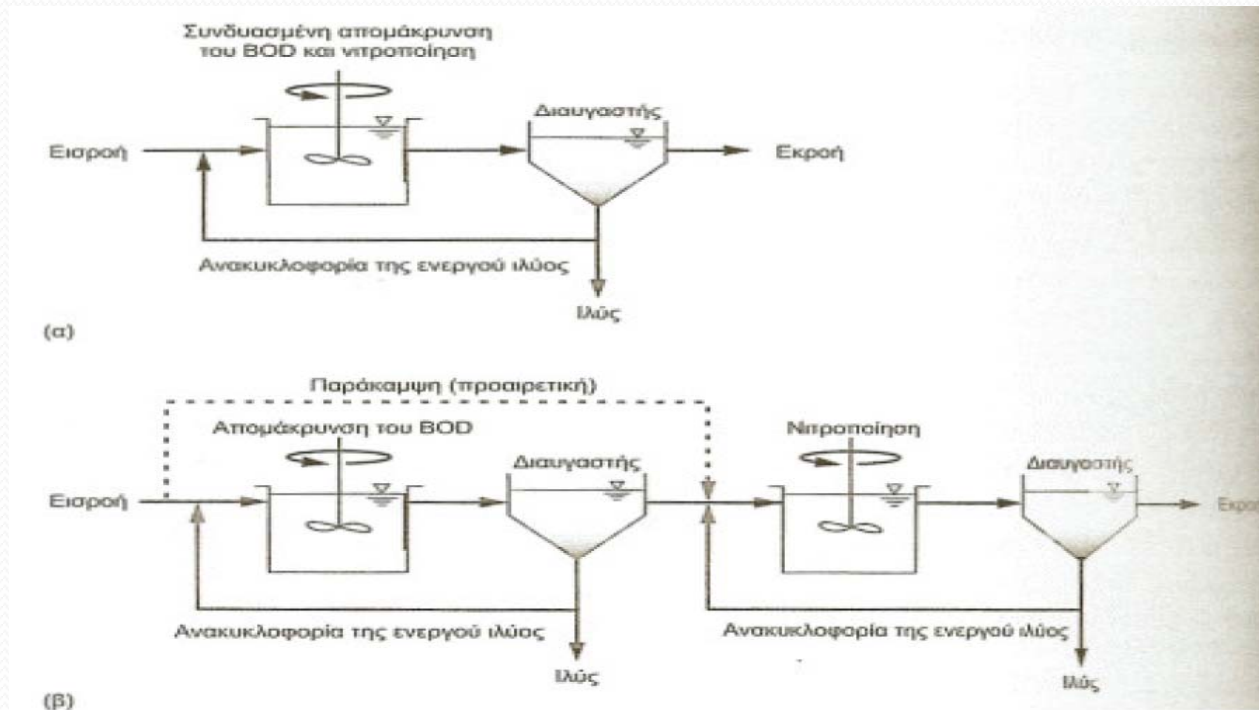 Συνδυασμένη απομάκρυνση
του BOD και νιτροποίηση
Διαυγαστής
Εισροή
Εκροή
Ανακυκλοφορία της ενεργού ιλύος
Ιλύς
(α)
Παράκαμψη (προαιρετική)
Απομάκρυνση του BOD
Νιτροποίηση
Διαυγαστής
Διαυγαστής
Εισροή
Εκρο
Ανακυκλοφορία της ενεργού ιλύος
Ανακυκλοφορία της ενεργού ιλύος
Ιλύς
Ιλύς
(β)